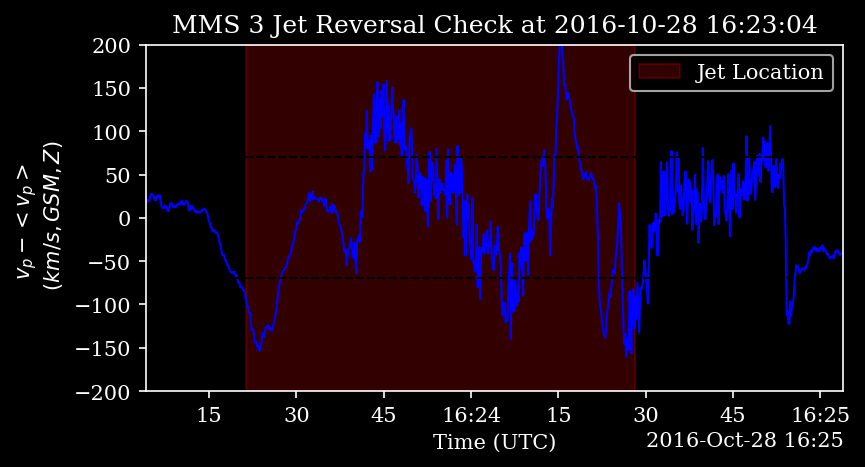 MMS 3 Jet Reversal Check at 2016-10-28 16:23:04
Jet Location
200
150
100
50
0
−50
−100
−150
−200
v_p − < v_p >
(km/s, GSM, Z)
15 30 45 16:24 15 30 45 16:25
Time (UTC)
2016-Oct-28 16:25